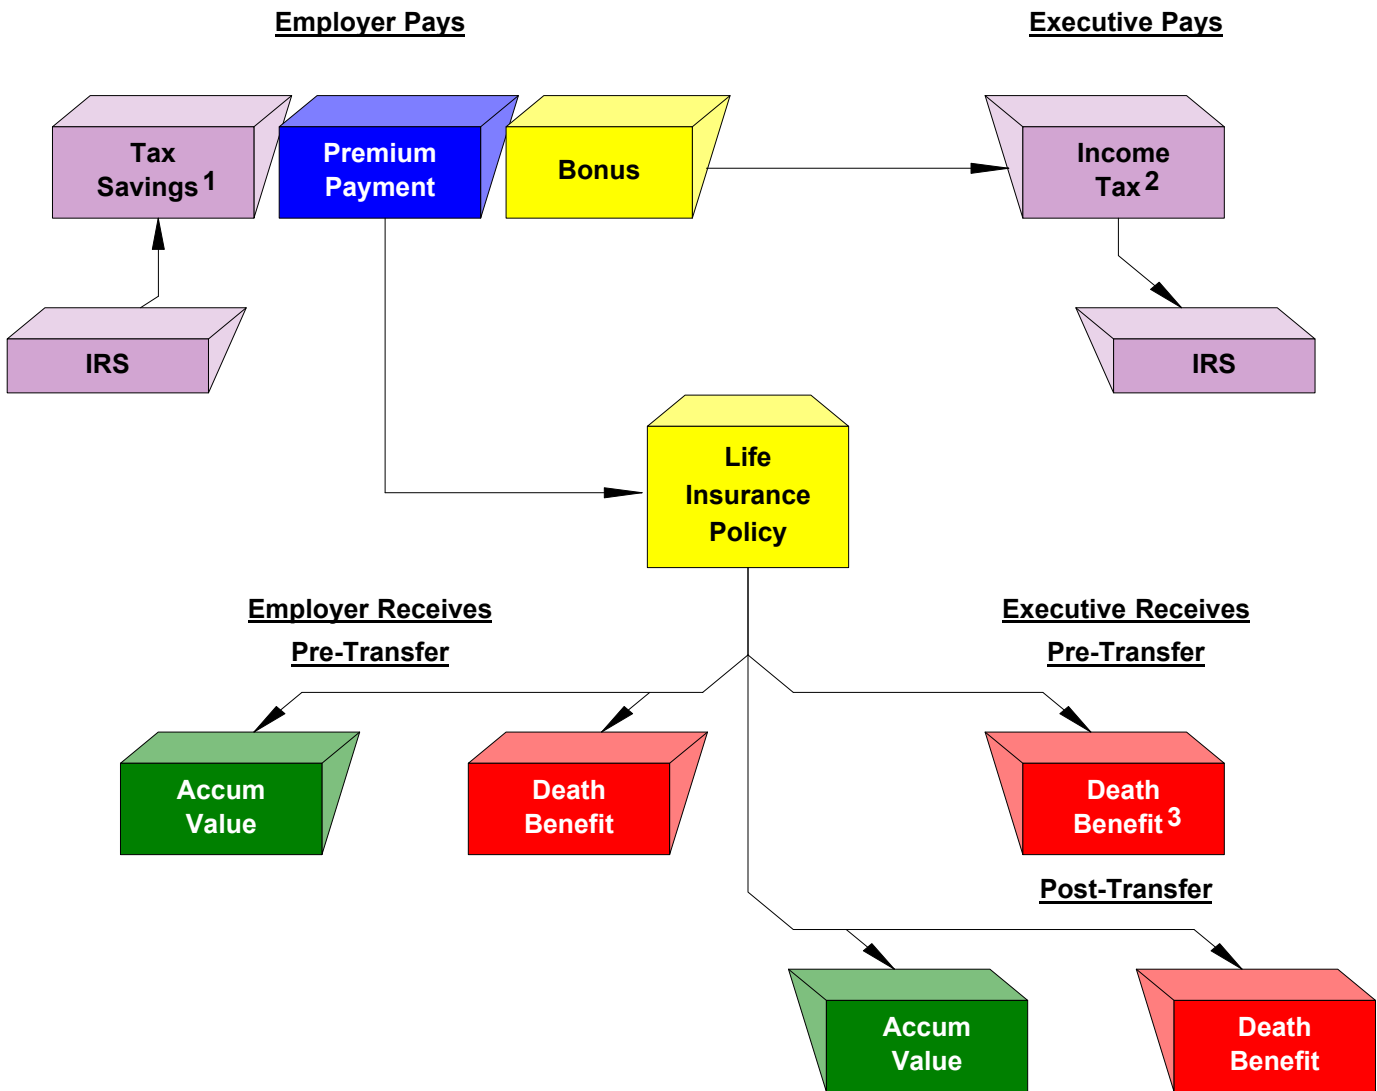 Employer Pays
Executive Pays
Tax
Savings 1
Premium
Payment
Bonus
Income
Tax 2
IRS
IRS
Life
Insurance
Policy
Employer Receives
Pre-Transfer
Executive Receives
Pre-Transfer
Accum
Value
Death
Benefit
Death
Benefit 3
Post-Transfer
Accum
Value
Death
Benefit